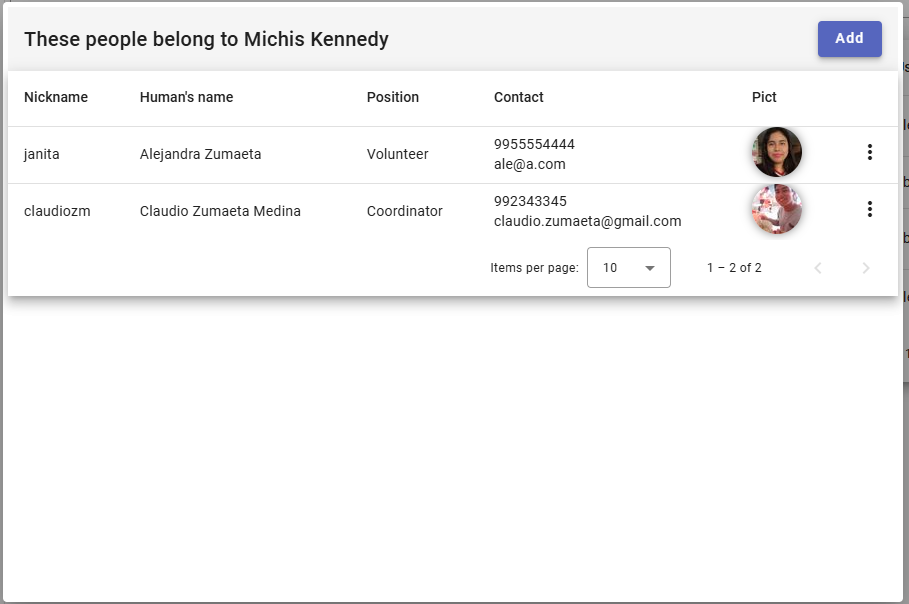 These people belong to Michis Kennedy
Add
Nickname Human's name Position Contact Pict
janita Alejandra Zumaeta Volunteer 9955554444
ale@a.com
claudiozm Claudio Zumaeta Medina Coordinator 992343345
claudio.zumaeta@gmail.com
Items per page: 10 1 – 2 of 2